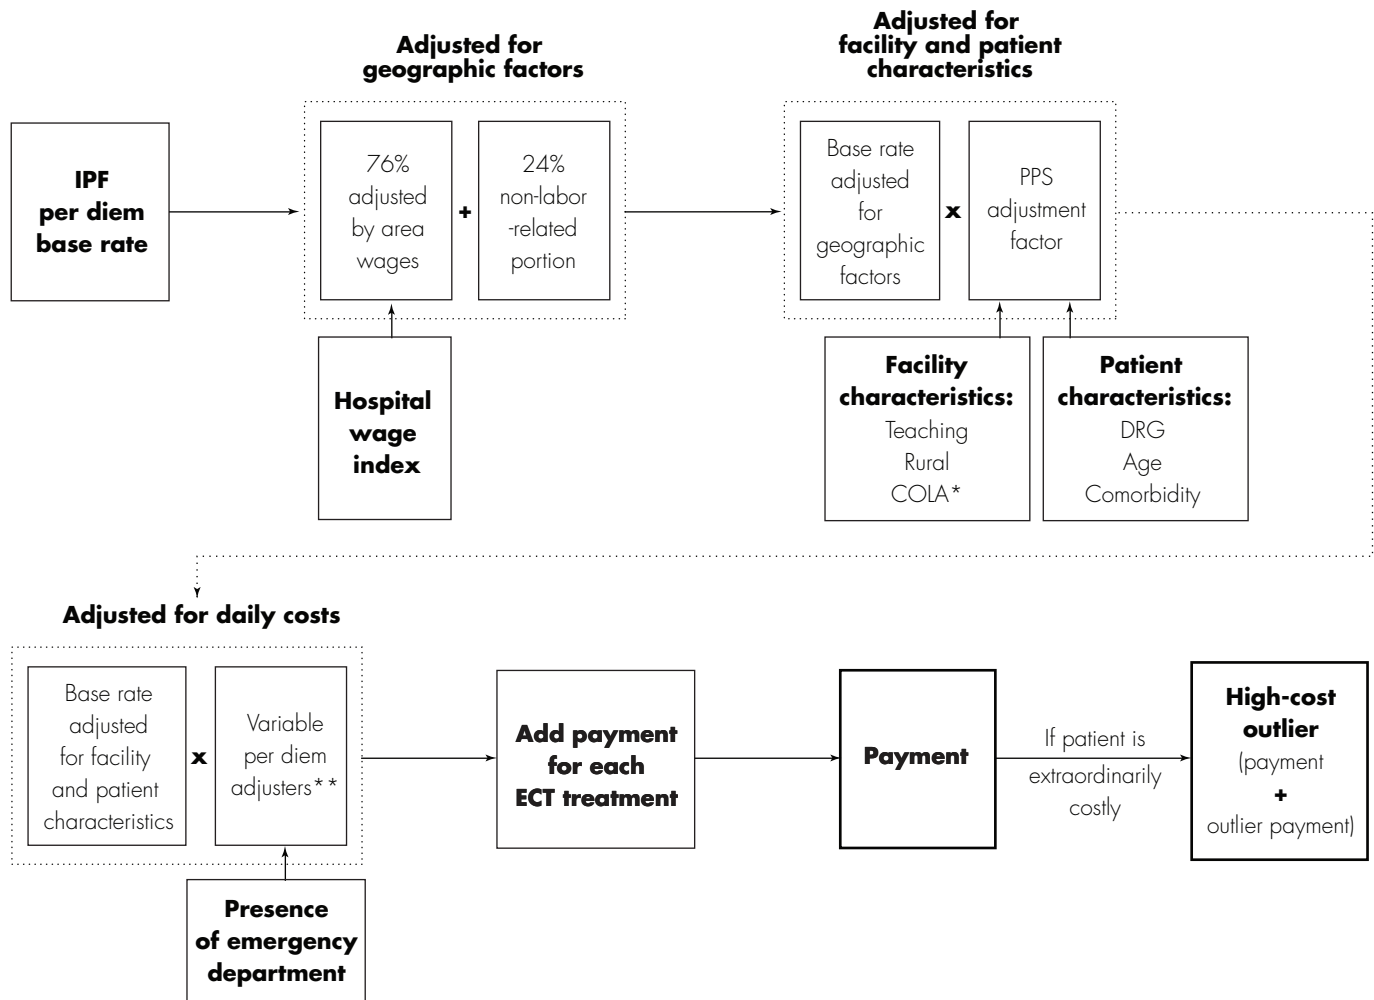 Adjusted for
geographic factors
Adjusted for
facility and patient
characteristics
IPF
per diem
base rate
76%
adjusted
by area
wages
+
24%
non-labor
-related
portion
Base rate
adjusted
for
geographic
factors
x
PPS
adjustment
factor
Hospital
wage
index
Facility
characteristics:
Teaching
Rural
COLA*
Patient
characteristics:
DRG
Age
Comorbidity
Adjusted for daily costs
Base rate
adjusted
for facility
and patient
characteristics
x
Variable
per diem
adjusters**
Presence
of emergency
department
Add payment
for each
ECT treatment
Payment
If patient is
extraordinarily
costly
High-cost
outlier
(payment
+
outlier payment)